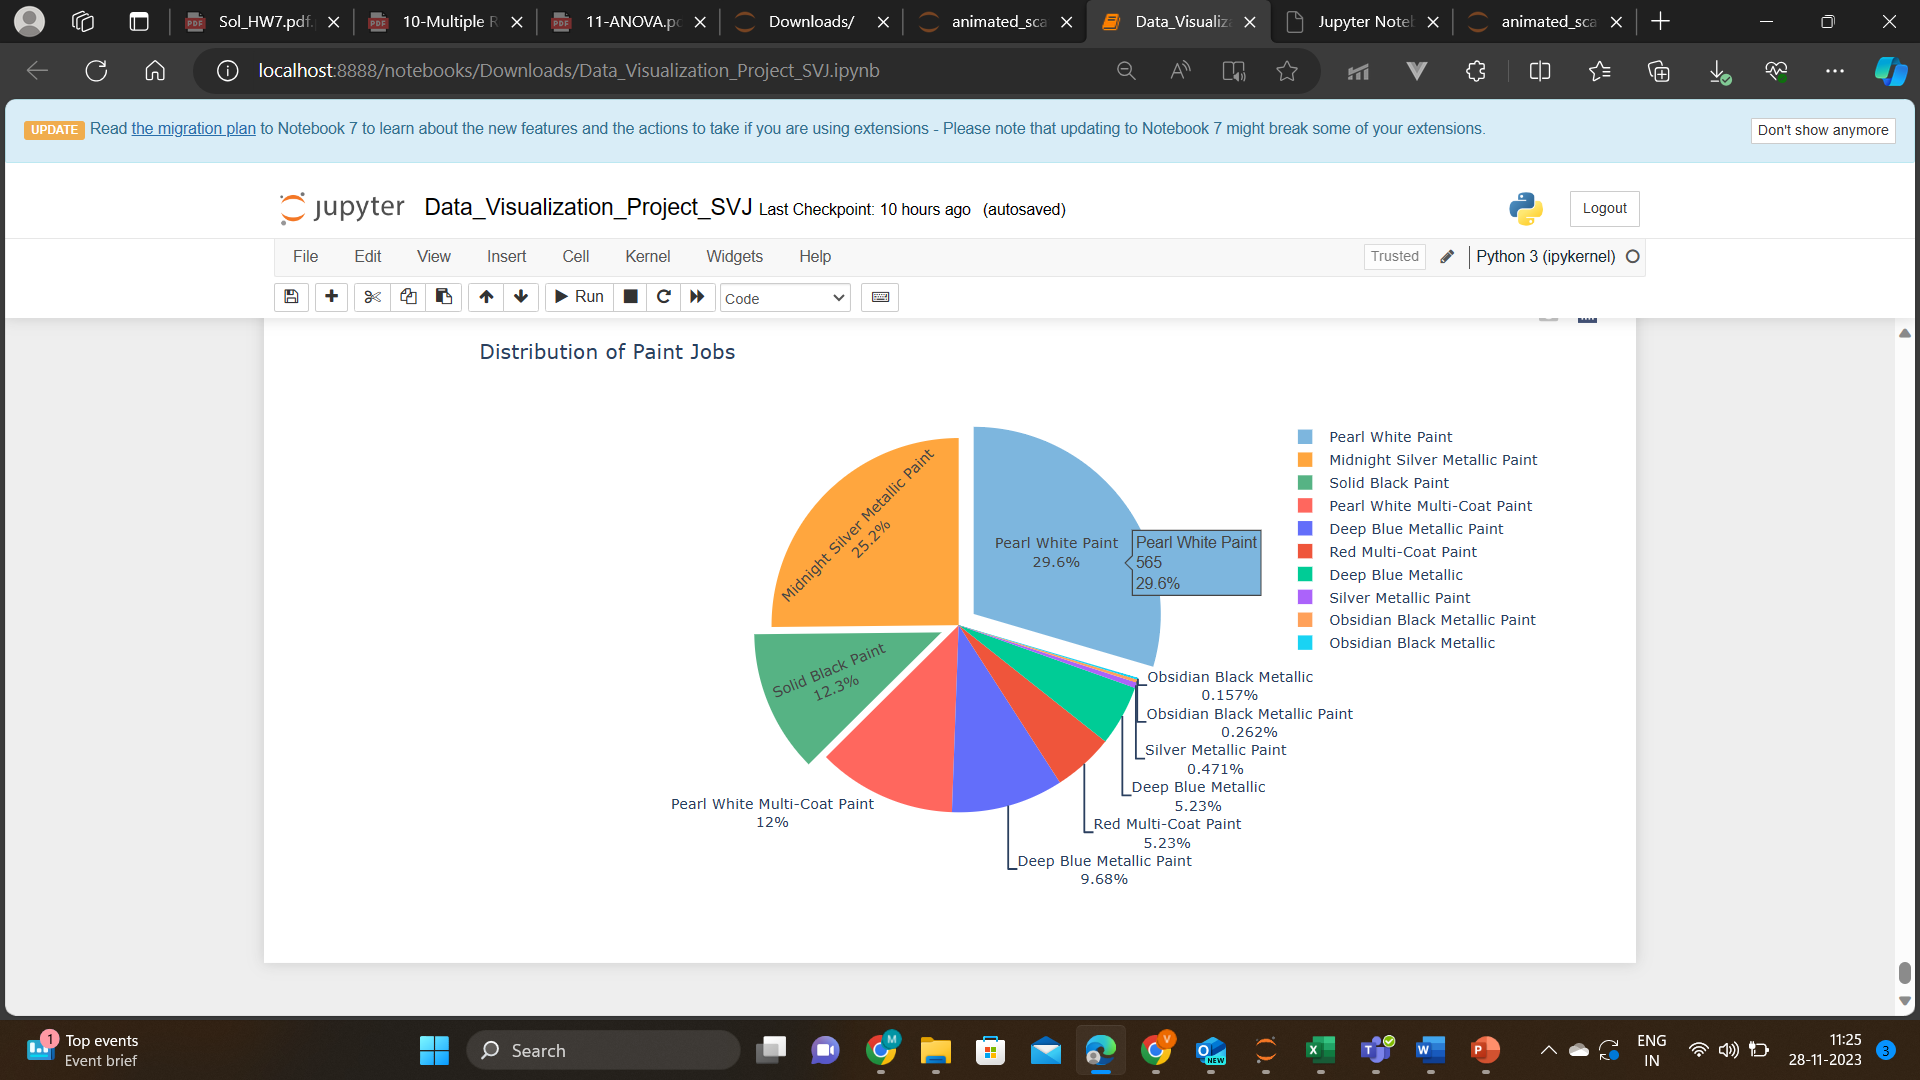 Sol_HW7.pdf
10-Multiple R
11-ANOVA.pc
Downloads/
animated_sca
Data_Visualiz
Jupyter Noteb
animated_sca
localhost:8888/notebooks/Downloads/Data_Visualization_Project_SVJ.ipynb
UPDATE Read the migration plan to Notebook 7 to learn about the new features and the actions to take if you are using extensions - Please note that updating to Notebook 7 might break some of your extensions.
Don't show anymore
jupyter Data_Visualization_Project_SVJ Last Checkpoint: 10 hours ago (autosaved)
Logout
File Edit View Insert Cell Kernel Widgets Help
Trusted
Python 3 (ipykernel)
Run
Code
Distribution of Paint Jobs
Midnight Silver Metallic Paint
25.2%
Pearl White Paint
29.6%
Pearl White Paint
565
29.6%
Solid Black Paint
12.3%
Pearl White Multi-Coat Paint
12%
Obsidian Black Metallic
0.157%
Obsidian Black Metallic Paint
0.262%
Silver Metallic Paint
0.471%
Deep Blue Metallic
5.23%
Red Multi-Coat Paint
5.23%
Deep Blue Metallic Paint
9.68%
Pearl White Paint
Midnight Silver Metallic Paint
Solid Black Paint
Pearl White Multi-Coat Paint
Deep Blue Metallic Paint
Red Multi-Coat Paint
Deep Blue Metallic
Silver Metallic Paint
Obsidian Black Metallic Paint
Obsidian Black Metallic
1
Top events
Event brief
Search
M
V
NEW
ENG
IN
11:25
28-11-2023
3